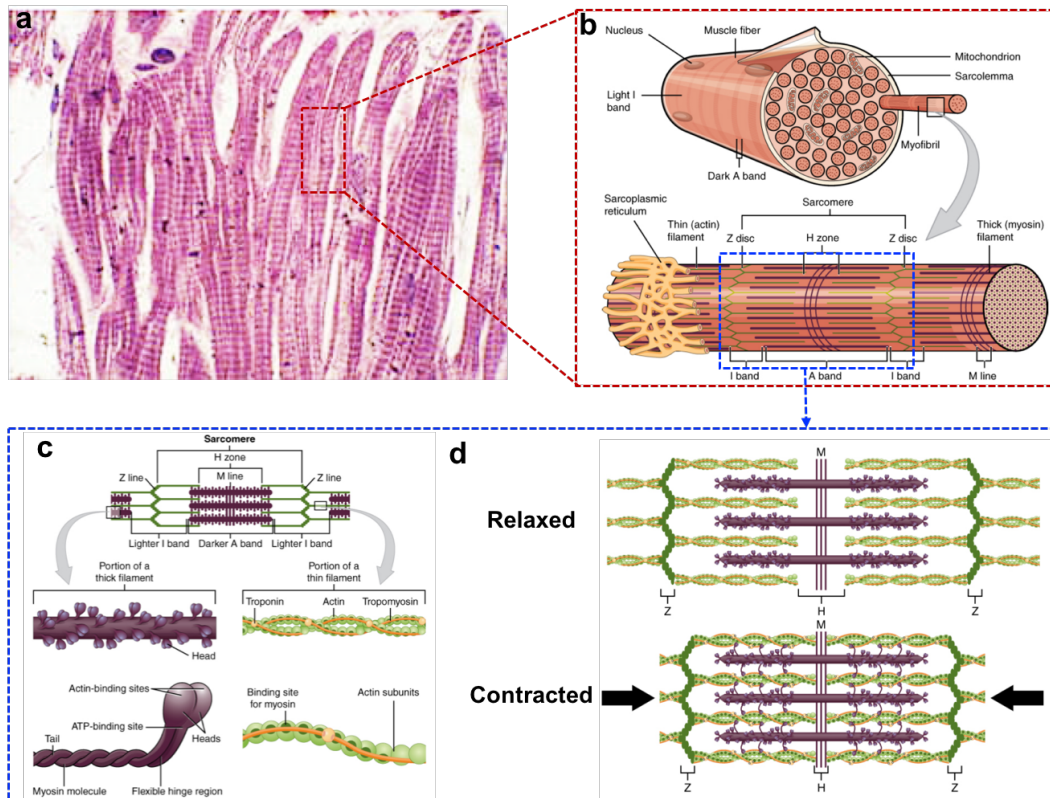 a
b
Nucleus
Muscle fiber
Mitochondrion
Sarcolemma
Light I
band
Myofibril
Dark A band
Sarcoplasmic
reticulum
Sarcomere
Thin (actin)
filament
Z disc
H zone
Z disc
Thick (myosin)
filament
I band
A band
I band
M line
c
Sarcomere
H zone
Z line
M line
Z line
Lighter I band
Darker A band
Lighter I band
Portion of a
thick filament
Portion of a
thin filament
Troponin
Actin
Tropomyosin
Head
Actin-binding sites
ATP-binding site
Heads
Tail
Myosin molecule
Flexible hinge region
Binding site
for myosin
Actin subunits
d
M
Relaxed
Z
H
Z
M
Contracted
Z
H
Z